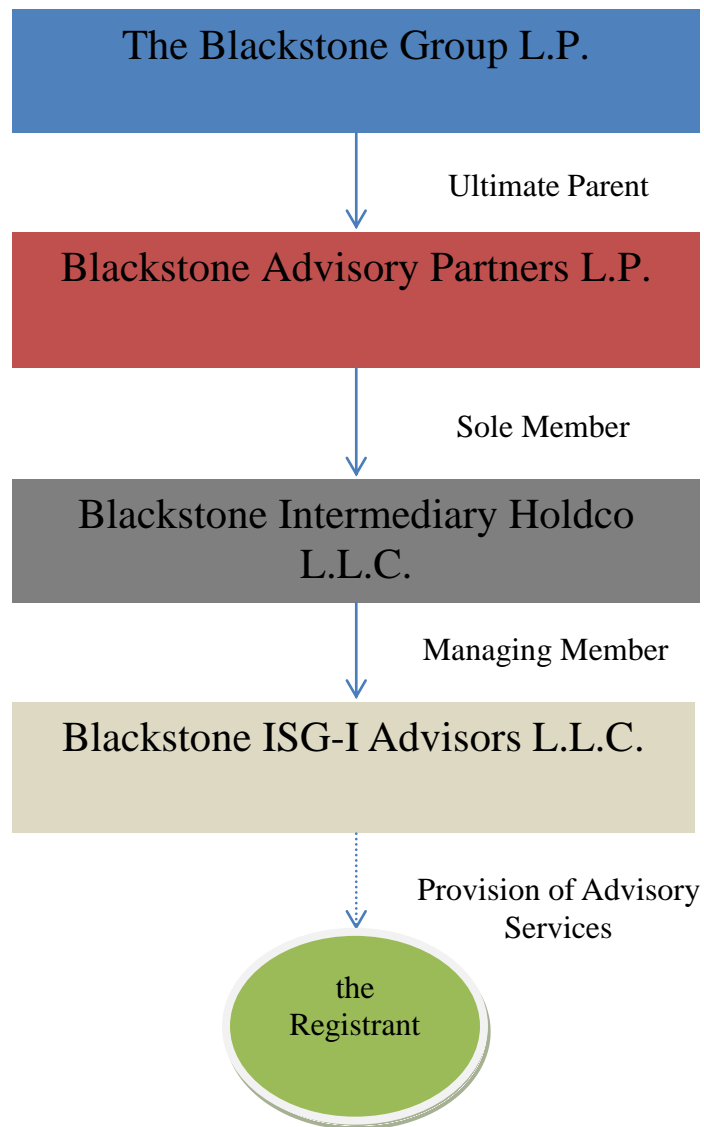 The Blackstone Group L.P.
Ultimate Parent
Blackstone Advisory Partners L.P.
Sole Member
Blackstone Intermediary Holdco
L.L.C.
Managing Member
Blackstone ISG-I Advisors L.L.C.
Provision of Advisory
Services
the
Registrant